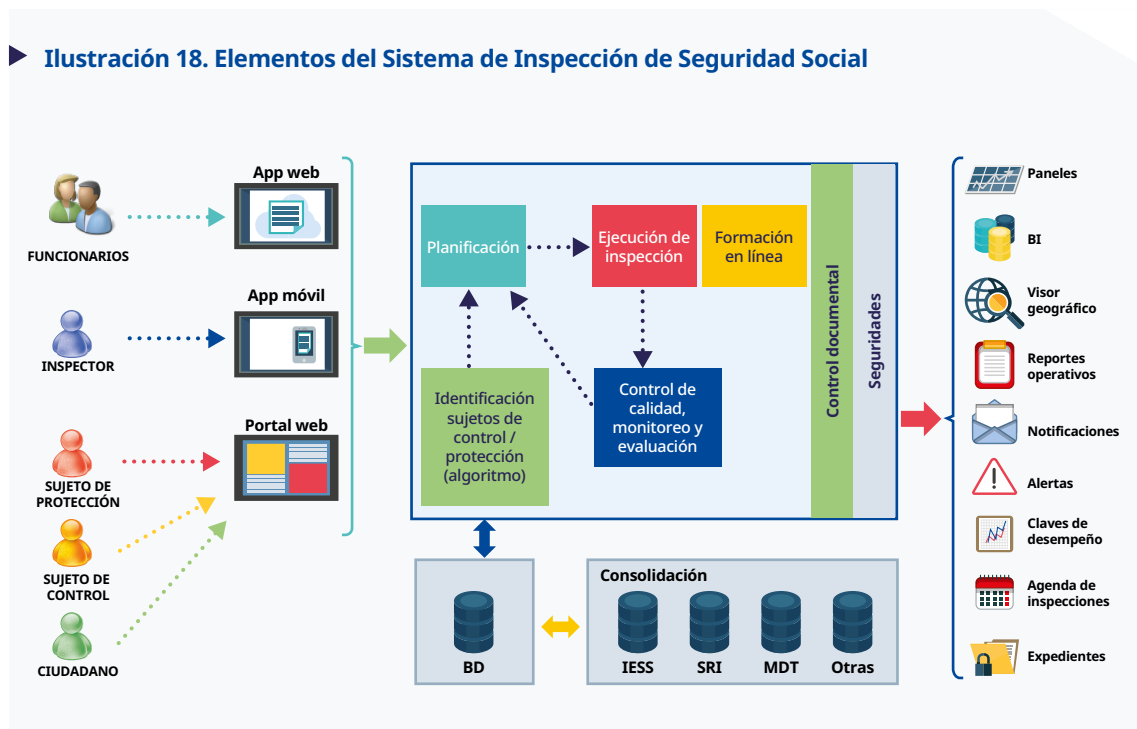 Ilustración 18. Elementos del Sistema de Inspección de Seguridad Social
FUNCIONARIOS
INSPECTOR
SUJETO DE
PROTECCIÓN
SUJETO DE
CONTROL
CIUDADANO
App web
App móvil
Portal web
Planificación
Ejecución de
inspección
Formación
en línea
Identificación
sujetos de
control /
protección
(algoritmo)
Control de
calidad,
monitoreo y
evaluación
Control documental
Seguridades
BD
Consolidación
IESS
SRI
MDT
Otras
Paneles
BI
Visor
geográfico
Reportes
operativos
Notificaciones
Alertas
Claves de
desempeño
Agenda de
inspecciones
Expedientes